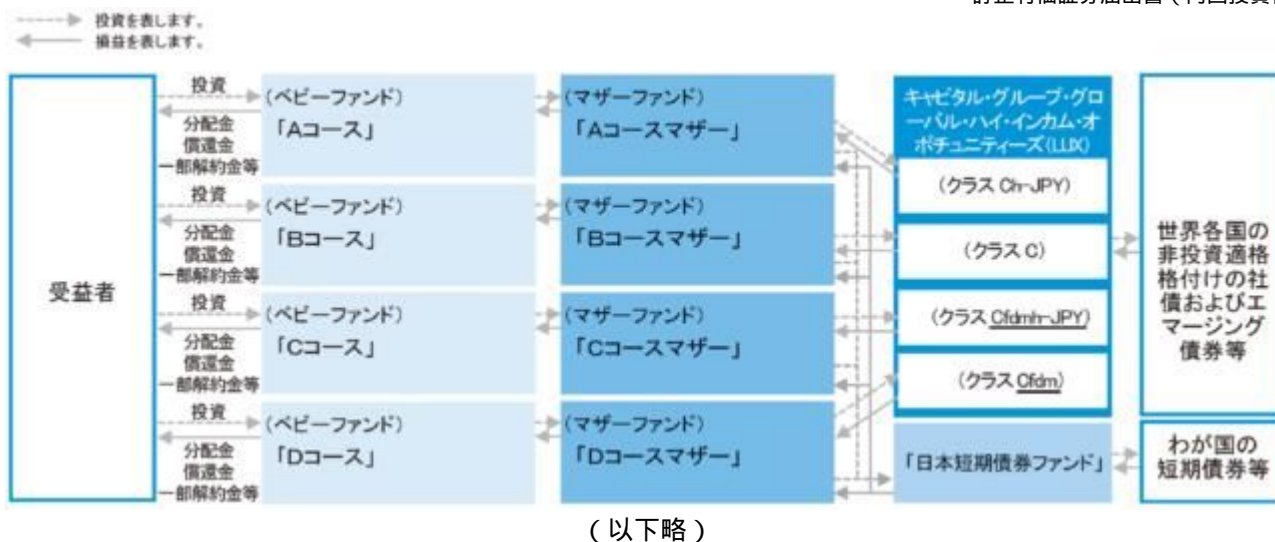 投資を表します。
損益を表します。
受益者
投資
分配金
償還金
一部解約金等
(ベビーファンド)
「Aコース」
(マザーファンド)
「Aコースマザー」
投資
分配金
償還金
一部解約金等
(ベビーファンド)
「Bコース」
(マザーファンド)
「Bコースマザー」
投資
分配金
償還金
一部解約金等
(ベビーファンド)
「Cコース」
(マザーファンド)
「Cコースマザー」
投資
分配金
償還金
一部解約金等
(ベビーファンド)
「Dコース」
(マザーファンド)
「Dコースマザー」
キャピタル・グループ・グロ
ーバル・ハイ・インカム・オ
ポチュニティーズ(LUX)
(クラス Ch-JPY)
(クラス C)
(クラス Cfdmh-JPY)
(クラス Cfdm)
「日本短期債券ファンド」
世界各国の
非投資適格
格付けの社
債およびエ
マージング
債券等
わが国の
短期債券等
(以下略)